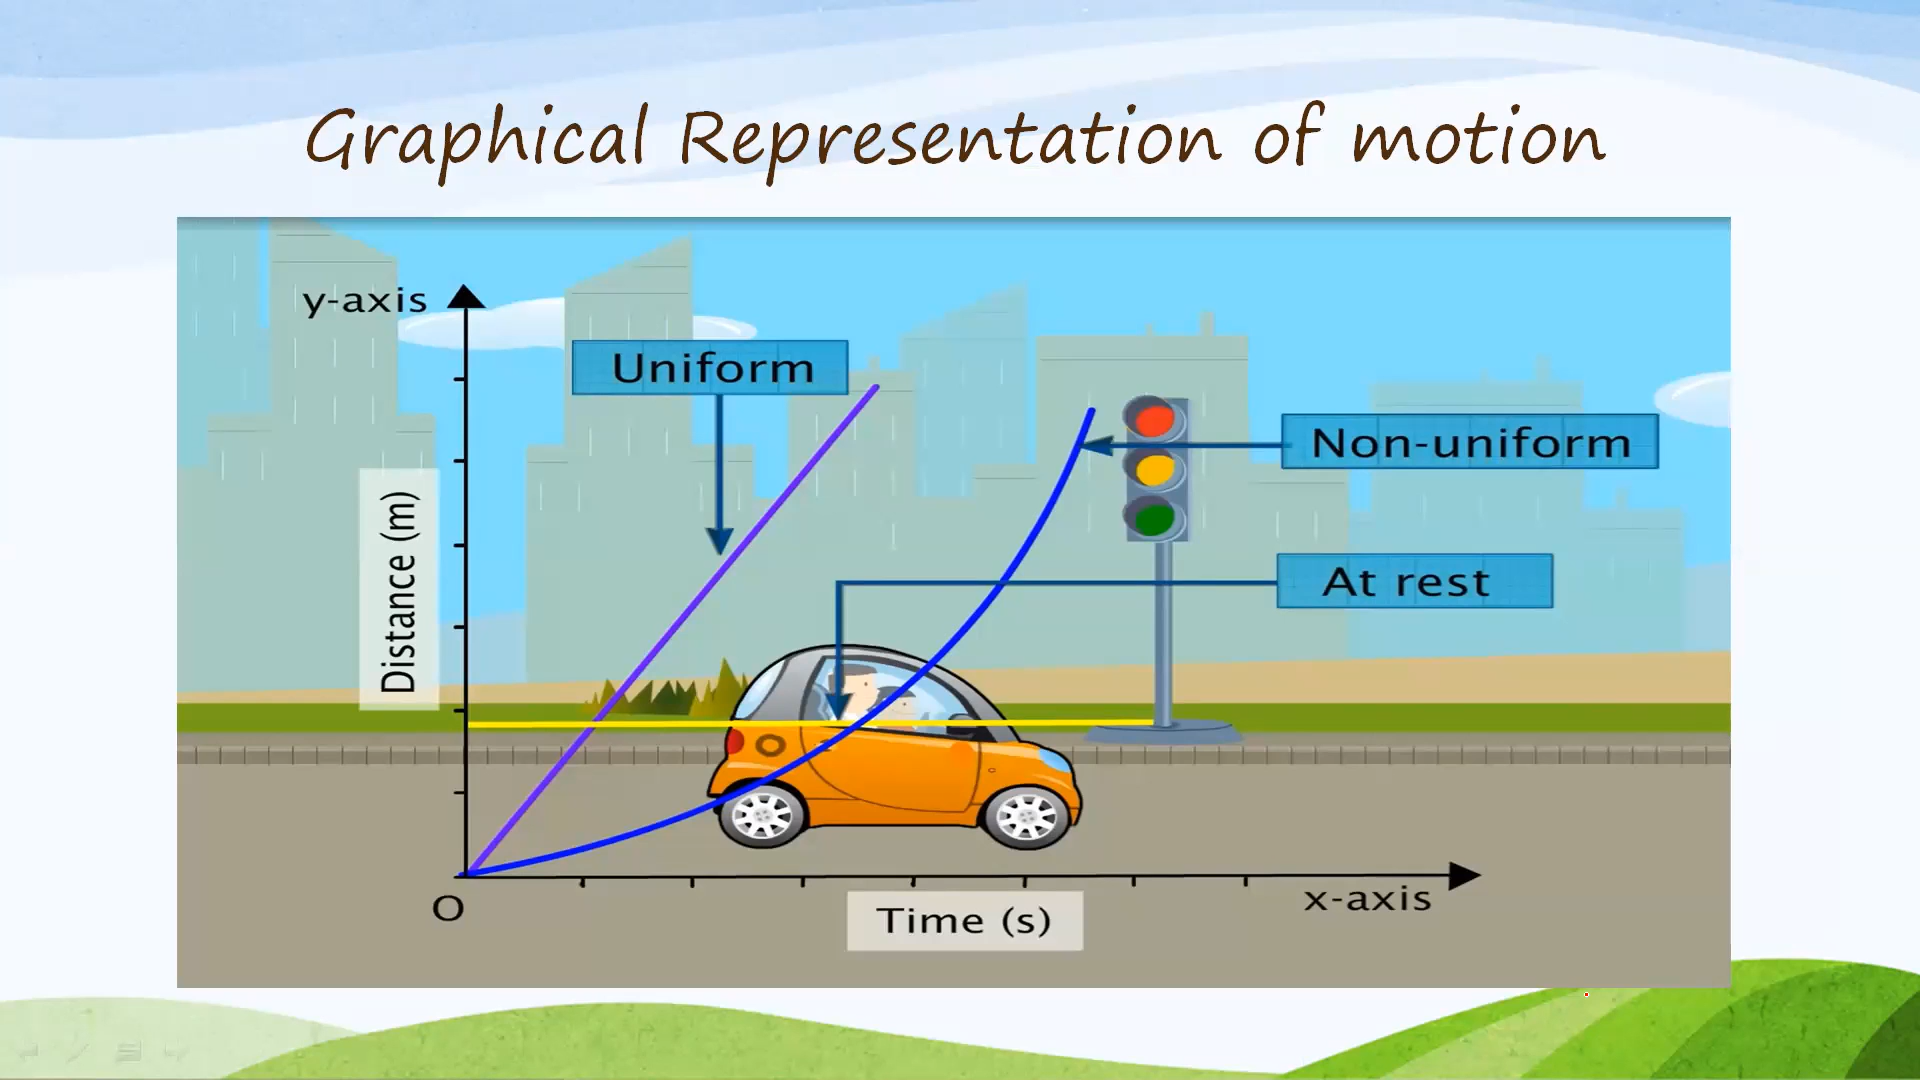 Graphical Representation of motion
y-axis
Uniform
Non-uniform
Distance (m)
At rest
O
Time (s)
x-axis